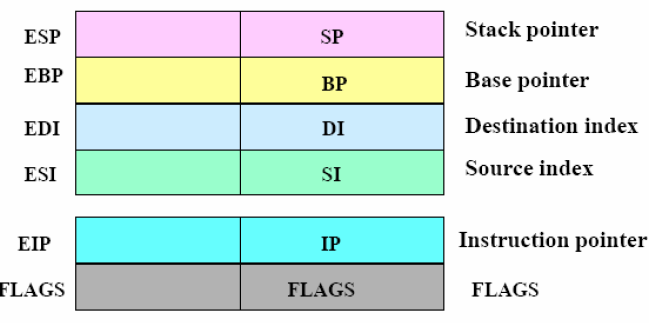 ESP SP Stack pointer
EBP BP Base pointer
EDI DI Destination index
ESI SI Source index
EIP IP Instruction pointer
FLAGS FLAGS FLAGS